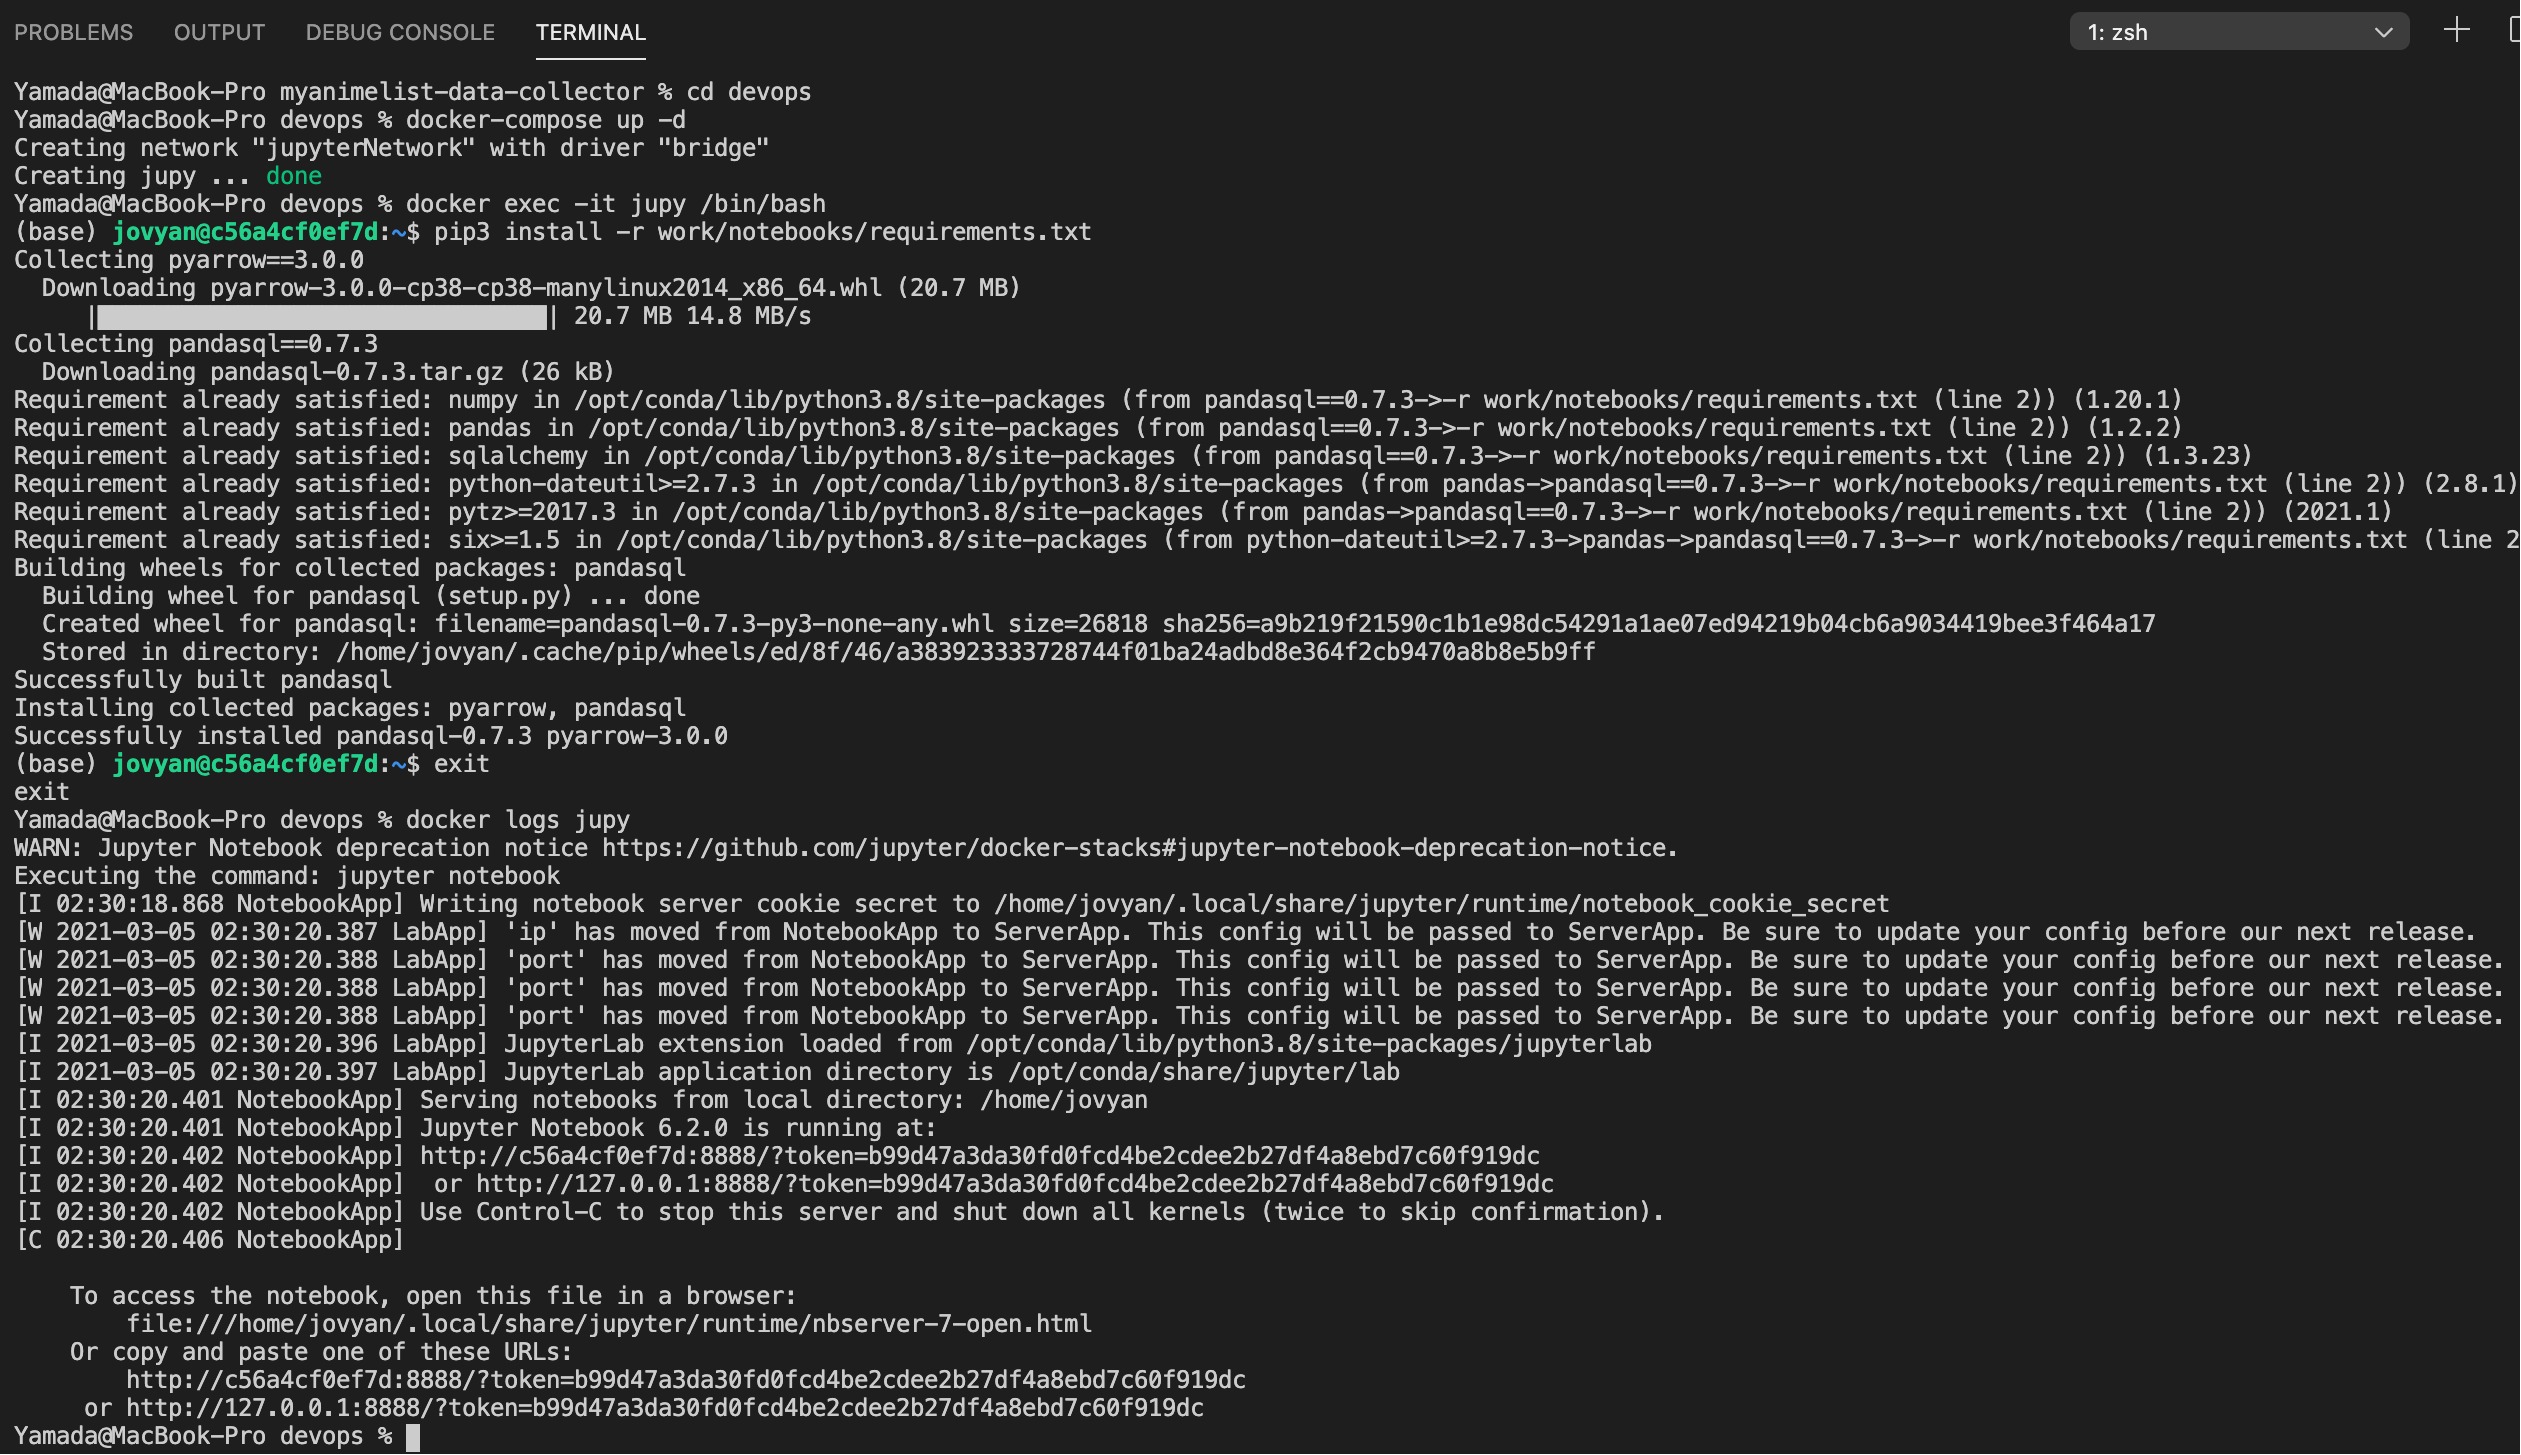 PROBLEMS OUTPUT DEBUG CONSOLE TERMINAL 1: zsh
Yamada@MacBook-Pro myanimelist-data-collector % cd devops
Yamada@MacBook-Pro devops % docker-compose up -d
Creating network "jupyterNetwork" with driver "bridge"
Creating jupy ... done
Yamada@MacBook-Pro devops % docker exec -it jupy /bin/bash
(base) jovyan@c56a4cf0ef7d:~$ pip3 install -r work/notebooks/requirements.txt
Collecting pyarrow==3.0.0
  Downloading pyarrow-3.0.0-cp38-cp38-manylinux2014_x86_64.whl (20.7 MB)
     |████████████████████████████████| 20.7 MB 14.8 MB/s
Collecting pandasql==0.7.3
  Downloading pandasql-0.7.3.tar.gz (26 kB)
Requirement already satisfied: numpy in /opt/conda/lib/python3.8/site-packages (from pandasql==0.7.3->-r work/notebooks/requirements.txt (line 2)) (1.20.1)
Requirement already satisfied: pandas in /opt/conda/lib/python3.8/site-packages (from pandasql==0.7.3->-r work/notebooks/requirements.txt (line 2)) (1.2.2)
Requirement already satisfied: sqlalchemy in /opt/conda/lib/python3.8/site-packages (from pandasql==0.7.3->-r work/notebooks/requirements.txt (line 2)) (1.3.23)
Requirement already satisfied: python-dateutil>=2.7.3 in /opt/conda/lib/python3.8/site-packages (from pandas->pandasql==0.7.3->-r work/notebooks/requirements.txt (line 2)) (2.8.1)
Requirement already satisfied: pytz>=2017.3 in /opt/conda/lib/python3.8/site-packages (from pandas->pandasql==0.7.3->-r work/notebooks/requirements.txt (line 2)) (2021.1)
Requirement already satisfied: six>=1.5 in /opt/conda/lib/python3.8/site-packages (from python-dateutil>=2.7.3->pandas->pandasql==0.7.3->-r work/notebooks/requirements.txt (line 2
Building wheels for collected packages: pandasql
  Building wheel for pandasql (setup.py) ... done
  Created wheel for pandasql: filename=pandasql-0.7.3-py3-none-any.whl size=26818 sha256=a9b219f21590c1b1e98dc54291a1ae07ed94219b04cb6a9034419bee3f464a17
  Stored in directory: /home/jovyan/.cache/pip/wheels/ed/8f/46/a383923333728744f01ba24adbd8e364f2cb9470a8b8e5b9ff
Successfully built pandasql
Installing collected packages: pyarrow, pandasql
Successfully installed pandasql-0.7.3 pyarrow-3.0.0
(base) jovyan@c56a4cf0ef7d:~$ exit
exit
Yamada@MacBook-Pro devops % docker logs jupy
WARN: Jupyter Notebook deprecation notice https://github.com/jupyter/docker-stacks#jupyter-notebook-deprecation-notice.
Executing the command: jupyter notebook
[I 02:30:18.868 NotebookApp] Writing notebook server cookie secret to /home/jovyan/.local/share/jupyter/runtime/notebook_cookie_secret
[W 2021-03-05 02:30:20.387 LabApp] 'ip' has moved from NotebookApp to ServerApp. This config will be passed to ServerApp. Be sure to update your config before our next release.
[W 2021-03-05 02:30:20.388 LabApp] 'port' has moved from NotebookApp to ServerApp. This config will be passed to ServerApp. Be sure to update your config before our next release.
[W 2021-03-05 02:30:20.388 LabApp] 'port' has moved from NotebookApp to ServerApp. This config will be passed to ServerApp. Be sure to update your config before our next release.
[W 2021-03-05 02:30:20.388 LabApp] 'port' has moved from NotebookApp to ServerApp. This config will be passed to ServerApp. Be sure to update your config before our next release.
[I 2021-03-05 02:30:20.396 LabApp] JupyterLab extension loaded from /opt/conda/lib/python3.8/site-packages/jupyterlab
[I 2021-03-05 02:30:20.397 LabApp] JupyterLab application directory is /opt/conda/share/jupyter/lab
[I 02:30:20.401 NotebookApp] Serving notebooks from local directory: /home/jovyan
[I 02:30:20.401 NotebookApp] Jupyter Notebook 6.2.0 is running at:
[I 02:30:20.402 NotebookApp] http://c56a4cf0ef7d:8888/?token=b99d47a3da30fd0fcd4be2cdee2b27df4a8ebd7c60f919dc
[I 02:30:20.402 NotebookApp]  or http://127.0.0.1:8888/?token=b99d47a3da30fd0fcd4be2cdee2b27df4a8ebd7c60f919dc
[I 02:30:20.402 NotebookApp] Use Control-C to stop this server and shut down all kernels (twice to skip confirmation).
[C 02:30:20.406 NotebookApp]
    To access the notebook, open this file in a browser:
        file:///home/jovyan/.local/share/jupyter/runtime/nbserver-7-open.html
    Or copy and paste one of these URLs:
        http://c56a4cf0ef7d:8888/?token=b99d47a3da30fd0fcd4be2cdee2b27df4a8ebd7c60f919dc
     or http://127.0.0.1:8888/?token=b99d47a3da30fd0fcd4be2cdee2b27df4a8ebd7c60f919dc
Yamada@MacBook-Pro devops %